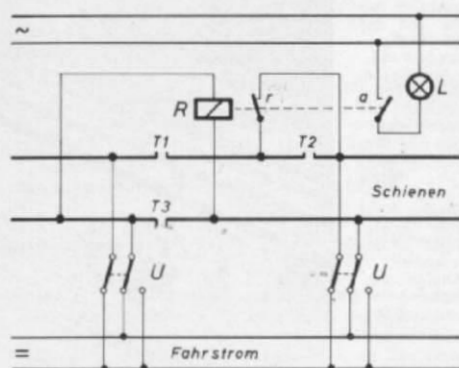 ~
L
R r a
T1 T2
Schienen
T3
U U
= Fahrstrom